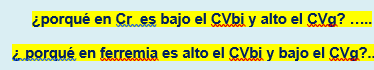 ¿porqué en Cr es bajo el CVbi y alto el CVg? .....
¿ porqué en ferremia es alto el CVbi y bajo el CVg?..